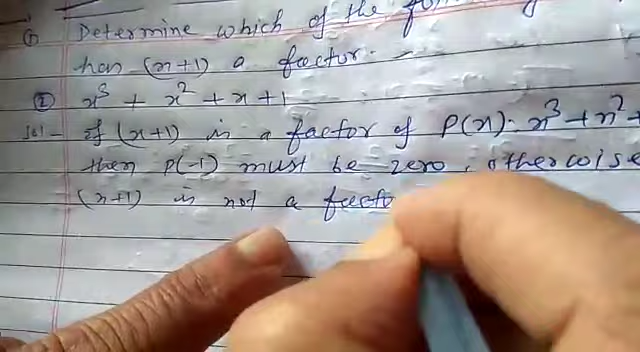 Q Determine which of the
has (x+1) a factor.
(I) x³ + x² + x + 1
Sol - If (x+1) is a factor of P(x) = x³ + x² +
then P(-1) must be zero, othercoise
(x+1) is not a facto